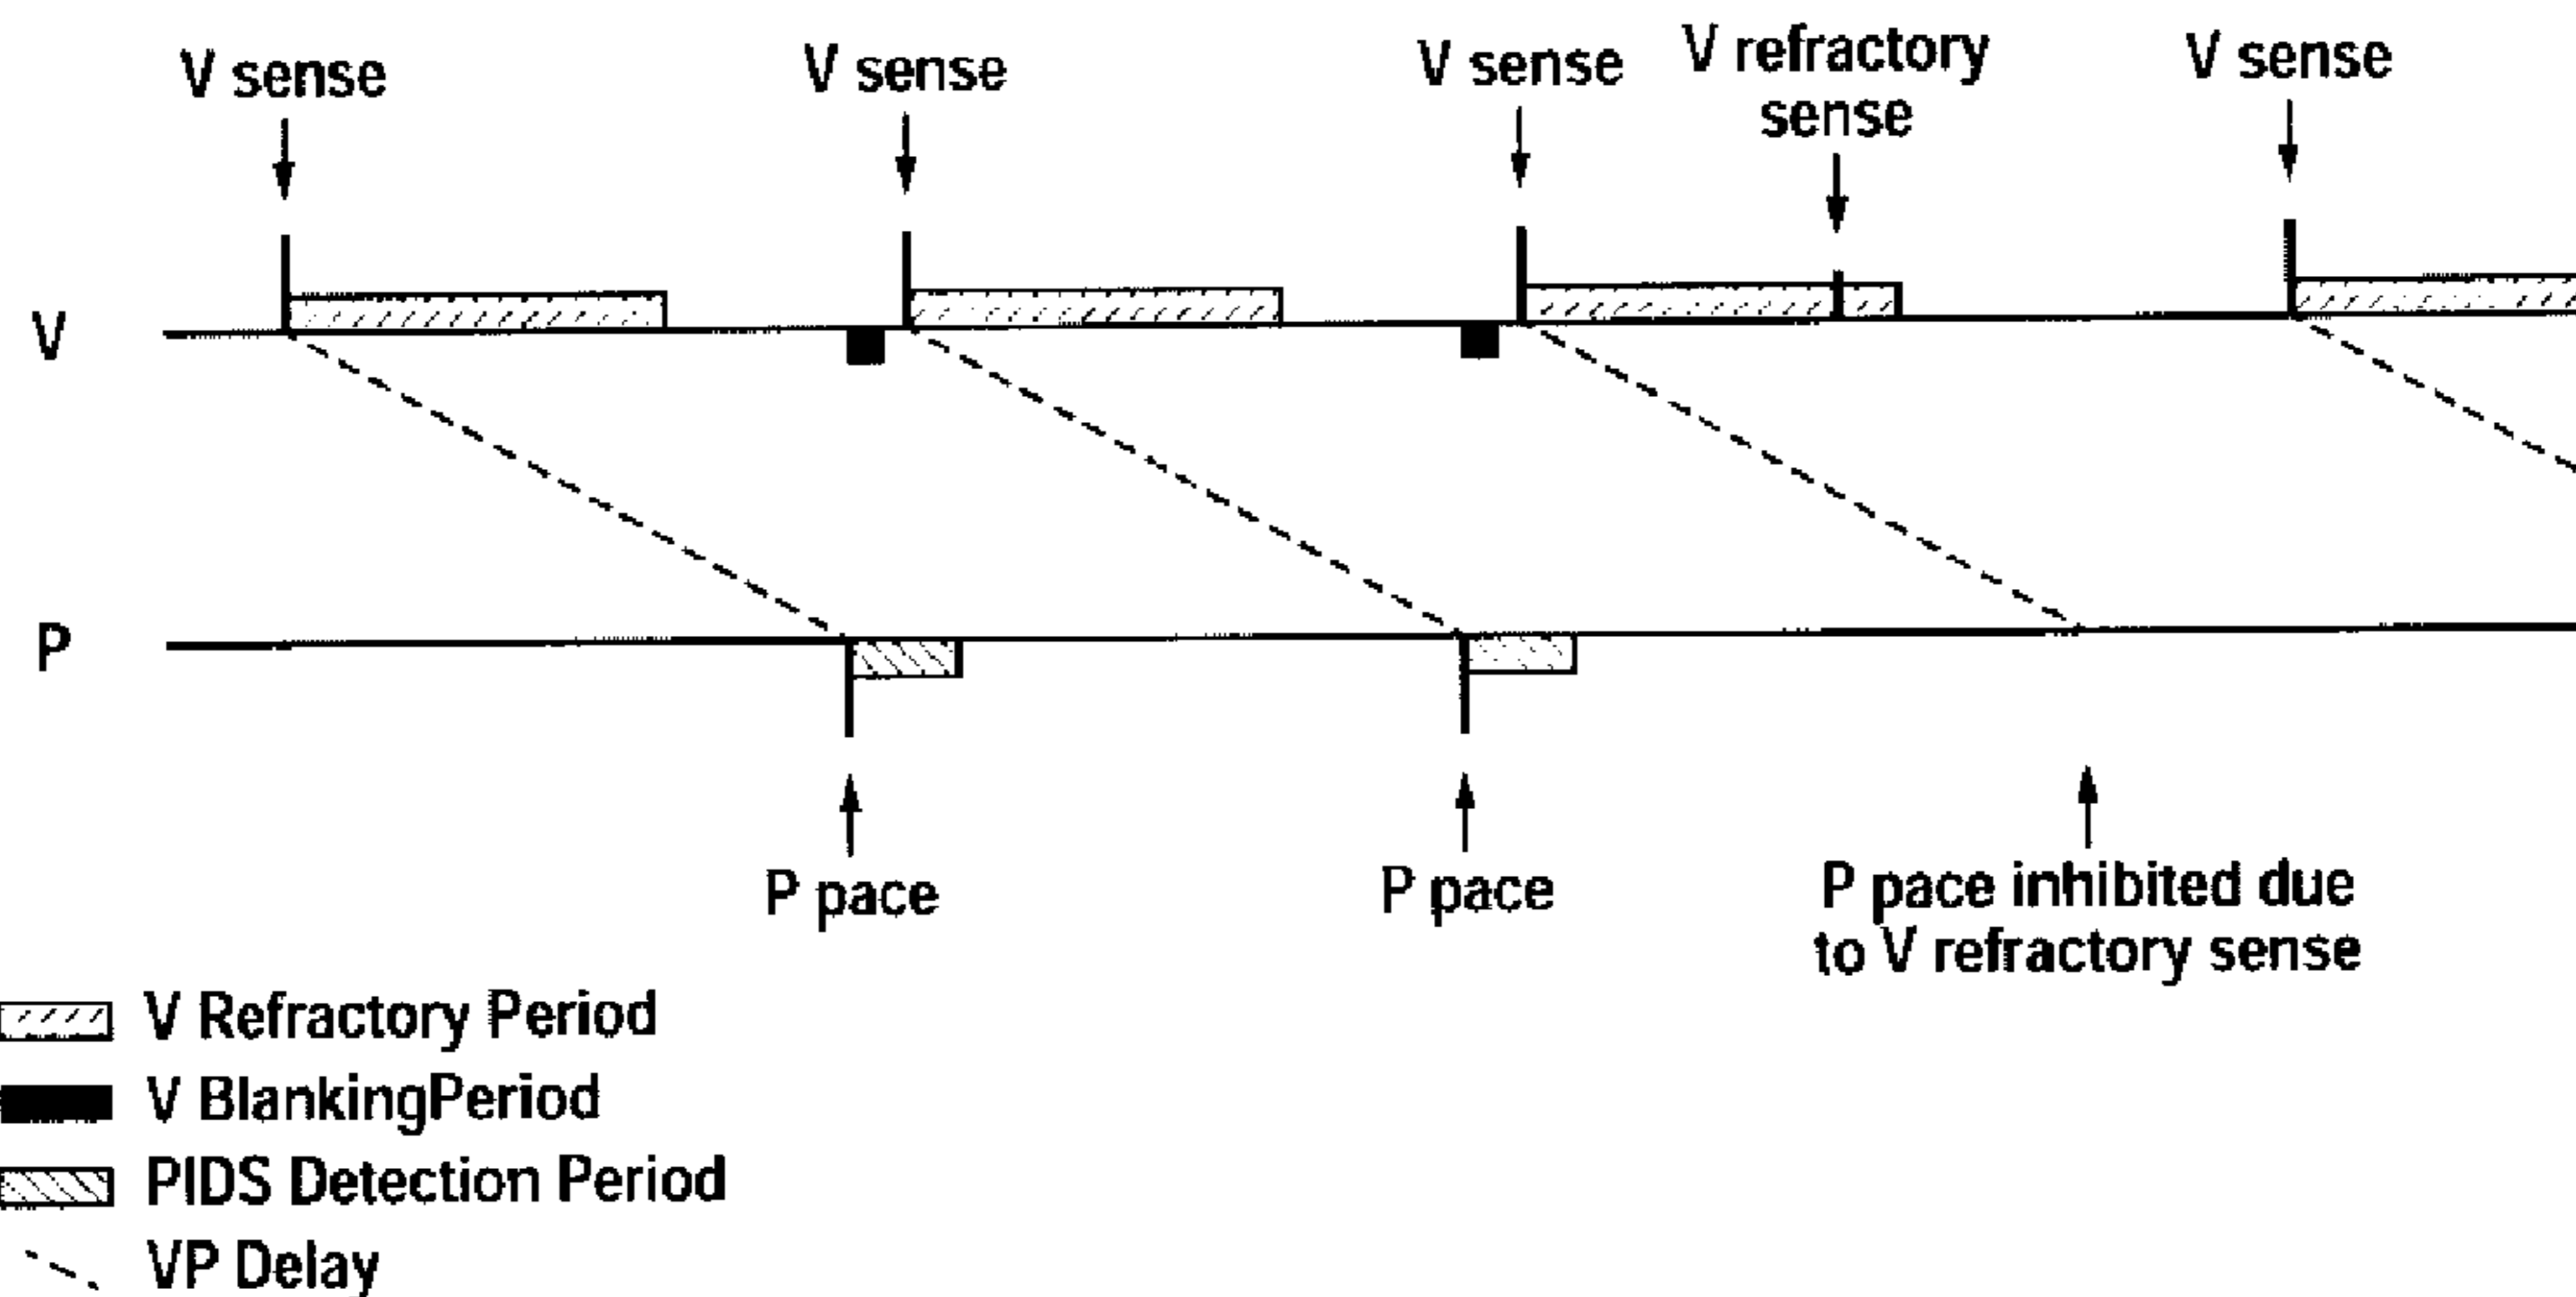 V sense
V sense
V sense
V refractory
sense
V sense
V
P
P pace
P pace
P pace inhibited due
to V refractory sense
V Refractory Period
V BlankingPeriod
PIDS Detection Period
VP Delay